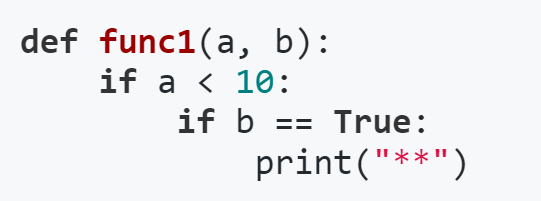 def func1(a, b):
    if a < 10:
        if b == True:
            print("**")